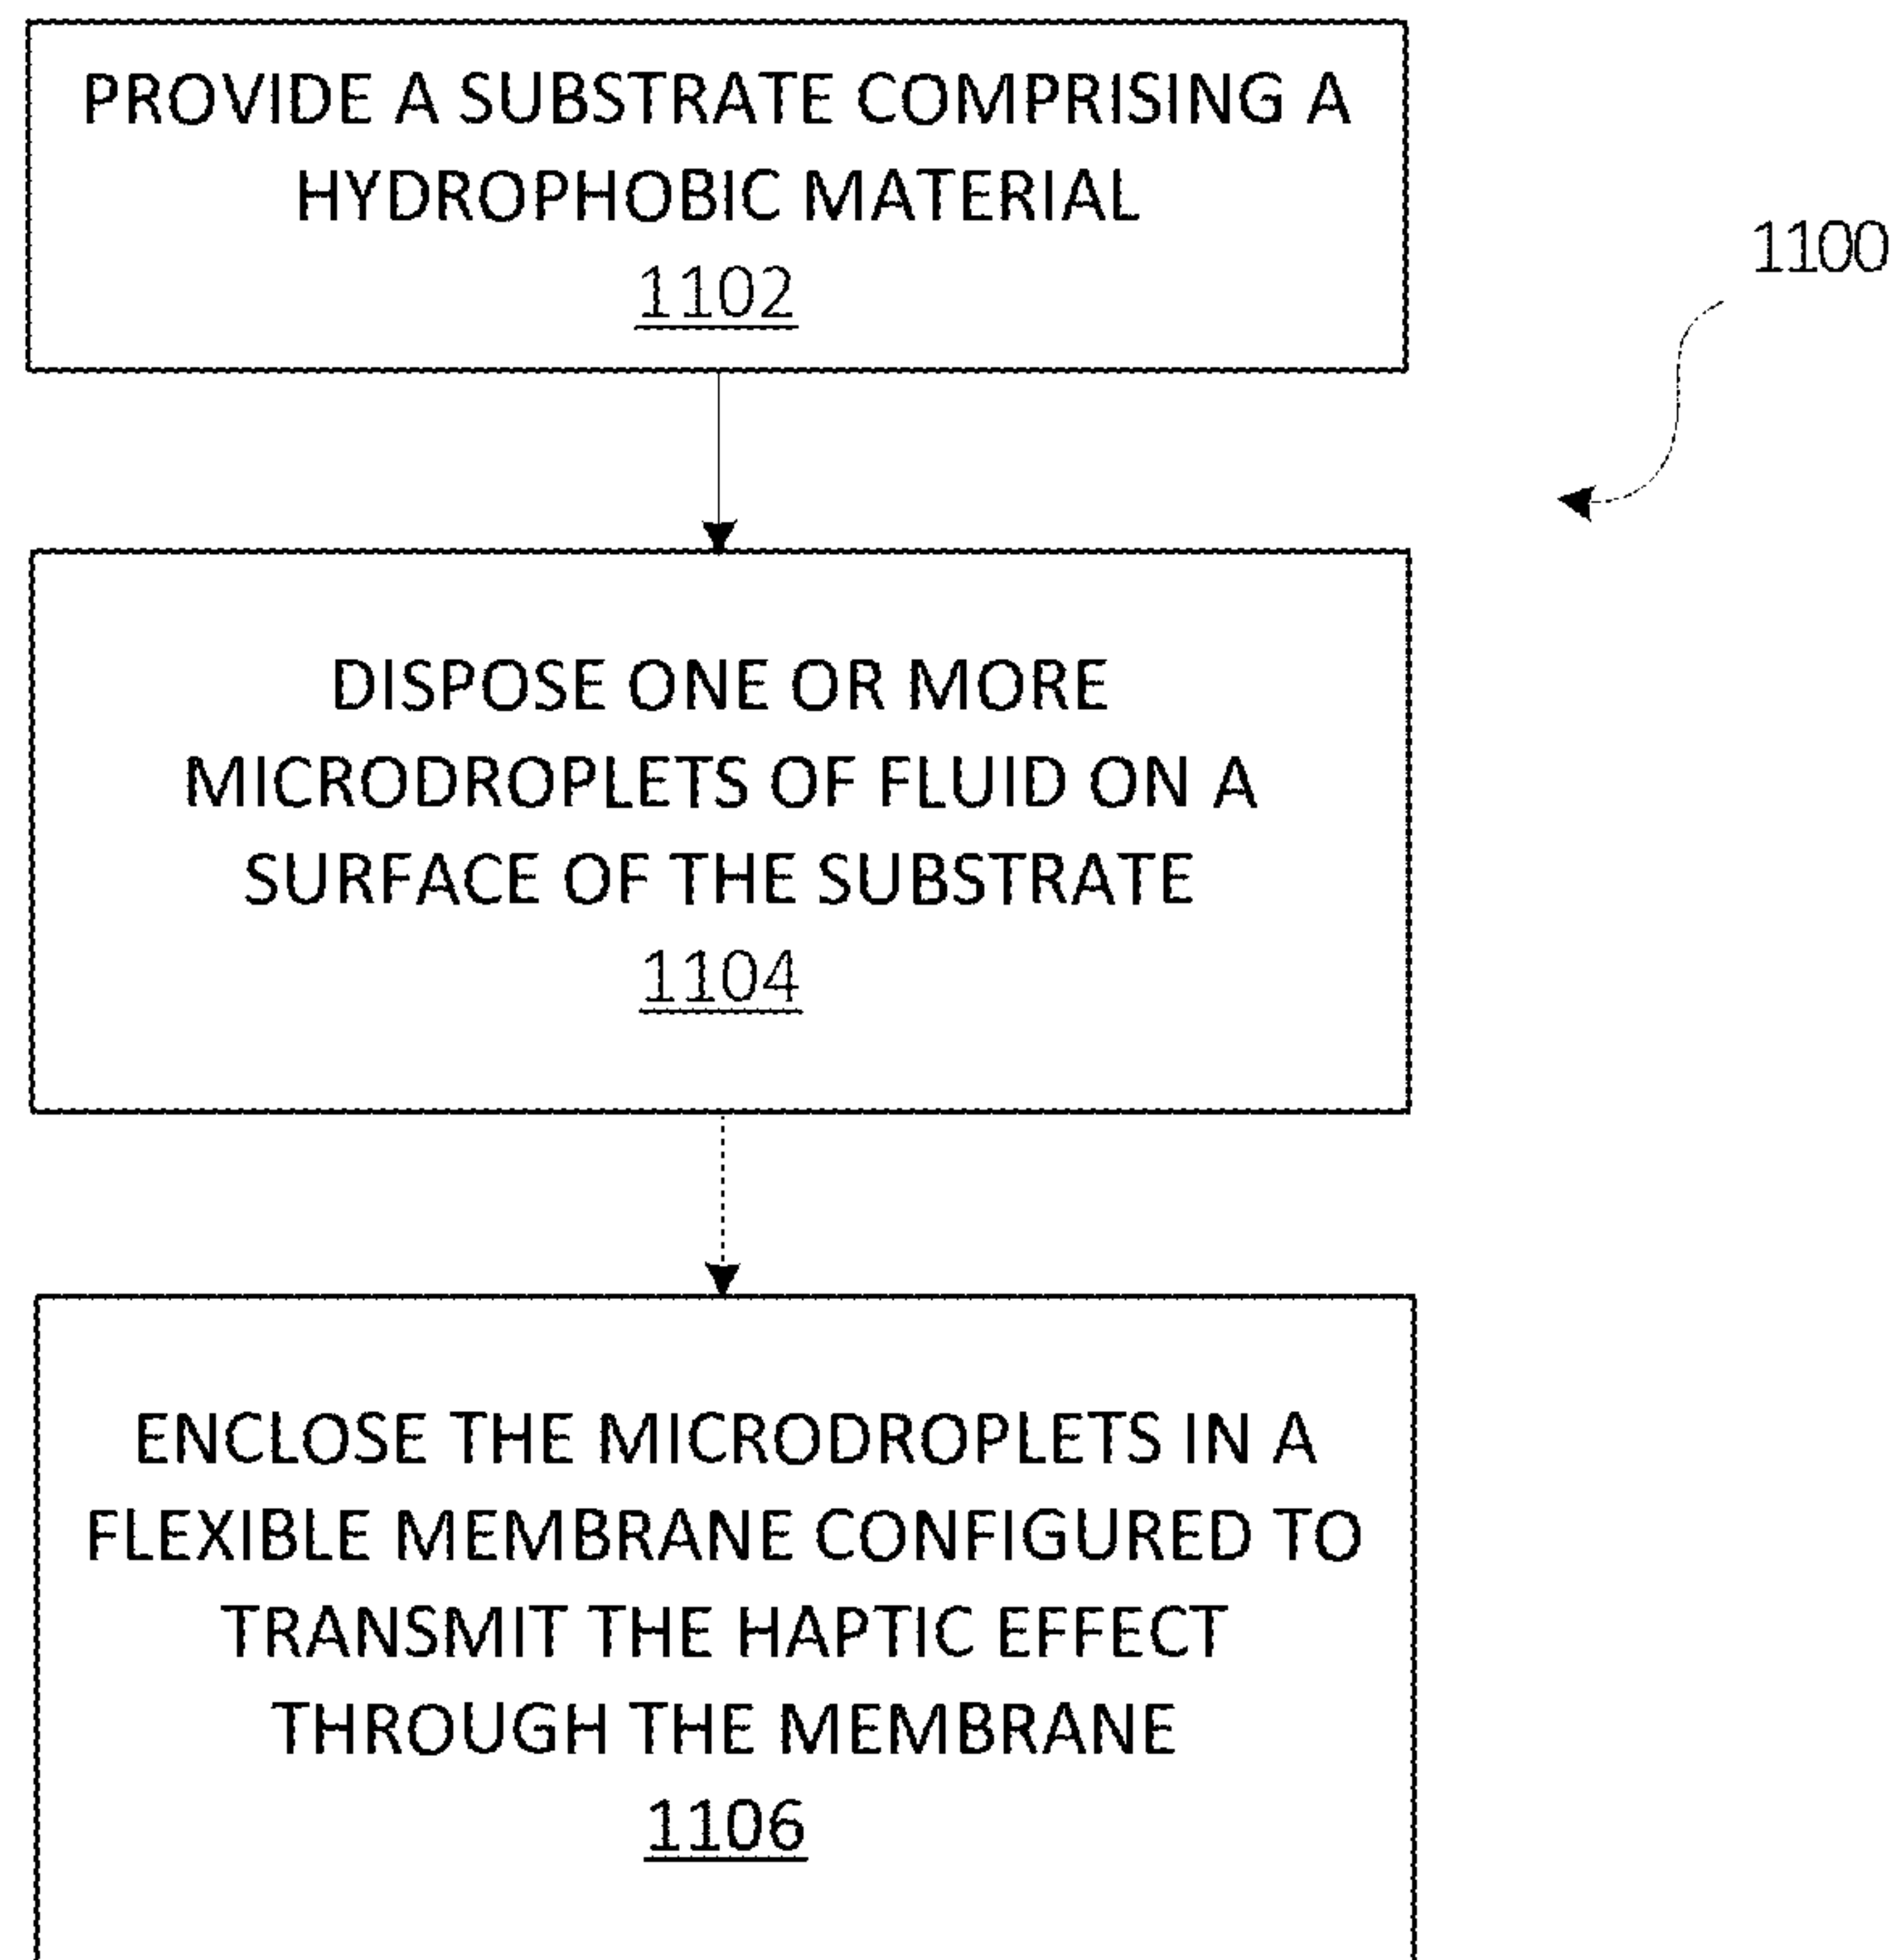 PROVIDE A SUBSTRATE COMPRISING A
HYDROPHOBIC MATERIAL
1102
1100
DISPOSE ONE OR MORE
MICRODROPLETS OF FLUID ON A
SURFACE OF THE SUBSTRATE
1104
ENCLOSE THE MICRODROPLETS IN A
FLEXIBLE MEMBRANE CONFIGURED TO
TRANSMIT THE HAPTIC EFFECT
THROUGH THE MEMBRANE
1106